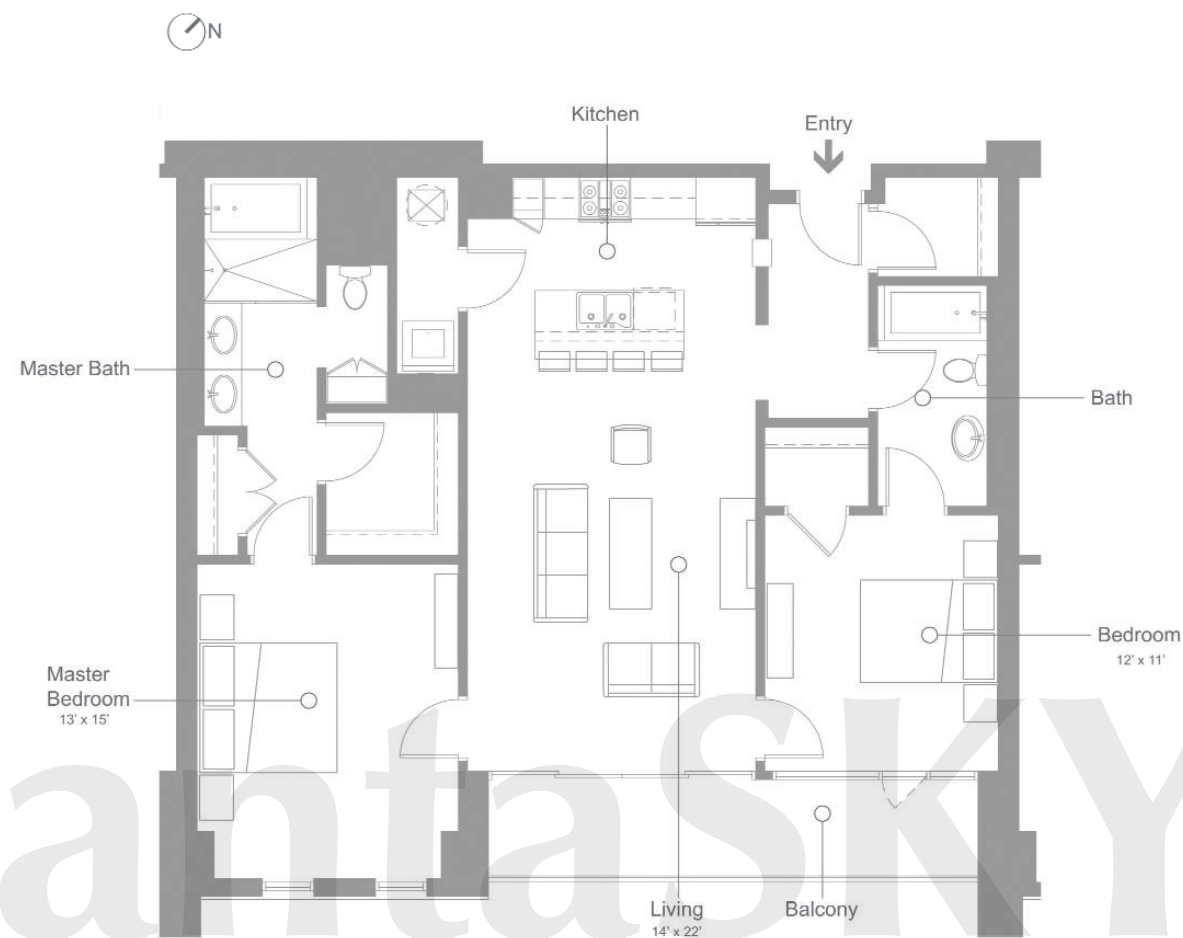 N
Kitchen
Entry
Master Bath
Bath
Bedroom
12' x 11'
Master
Bedroom
13' x 15'
antaSKY
Living
14' x 22'
Balcony